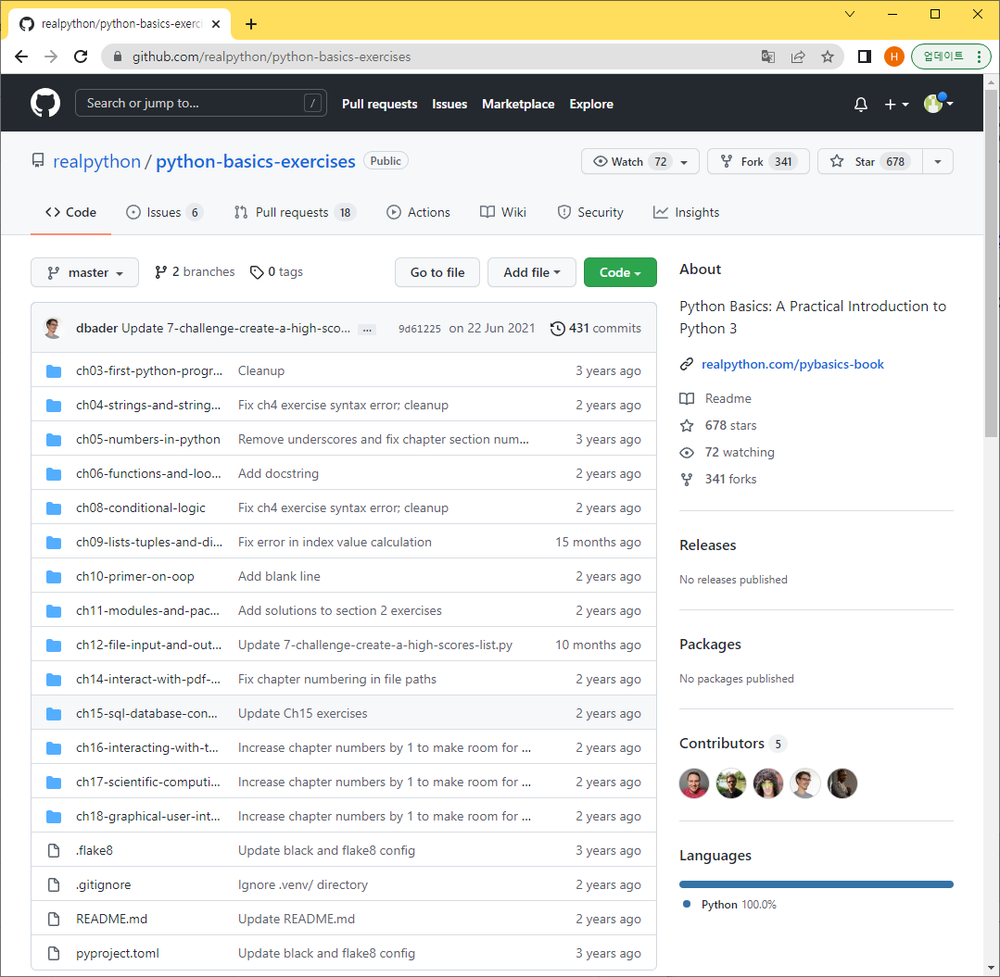 realpython/python-basics-exerci
github.com/realpython/python-basics-exercises
H
업데이트
Search or jump to...
/
Pull requests Issues Marketplace Explore
realpython / python-basics-exercises Public
Watch 72
Fork 341
Star 678
Code
Issues 6
Pull requests 18
Actions
Wiki
Security
Insights
master
2 branches
0 tags
Go to file
Add file
Code
dbader Update 7-challenge-create-a-high-sco... ... 9d61225 on 22 Jun 2021 431 commits
ch03-first-python-progr... Cleanup 3 years ago
ch04-strings-and-string... Fix ch4 exercise syntax error; cleanup 2 years ago
ch05-numbers-in-python Remove underscores and fix chapter section num... 3 years ago
ch06-functions-and-loo... Add docstring 2 years ago
ch08-conditional-logic Fix ch4 exercise syntax error; cleanup 2 years ago
ch09-lists-tuples-and-di... Fix error in index value calculation 15 months ago
ch10-primer-on-oop Add blank line 2 years ago
ch11-modules-and-pac... Add solutions to section 2 exercises 2 years ago
ch12-file-input-and-out... Update 7-challenge-create-a-high-scores-list.py 10 months ago
ch14-interact-with-pdf-... Fix chapter numbering in file paths 2 years ago
ch15-sql-database-con... Update Ch15 exercises 2 years ago
ch16-interacting-with-t... Increase chapter numbers by 1 to make room for ... 2 years ago
ch17-scientific-computi... Increase chapter numbers by 1 to make room for ... 2 years ago
ch18-graphical-user-int... Increase chapter numbers by 1 to make room for ... 2 years ago
.flake8 Update black and flake8 config 3 years ago
.gitignore Ignore .venv/ directory 2 years ago
README.md Update README.md 2 years ago
pyproject.toml Update black and flake8 config 3 years ago
About
Python Basics: A Practical Introduction to
Python 3
realpython.com/pybasics-book
Readme
678 stars
72 watching
341 forks
Releases
No releases published
Packages
No packages published
Contributors 5
Languages
Python 100.0%